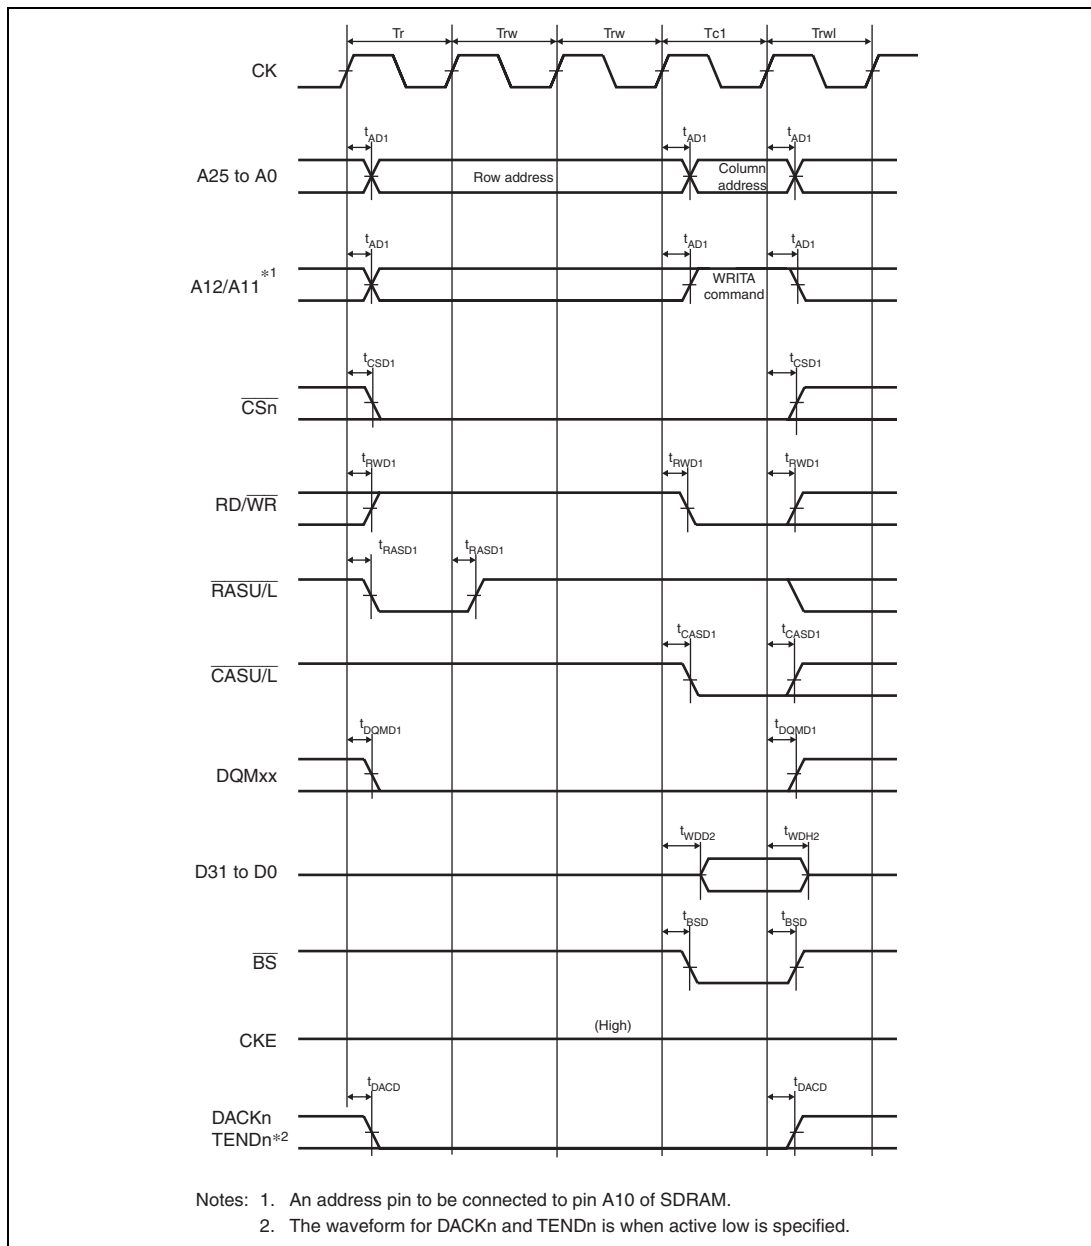 Tr Trw Trw Tc1 Trwl
CK
tAD1 tAD1 tAD1
A25 to A0 Row address Column address
tAD1 tAD1 tAD1
A12/A11*1 WRITA command
tCSD1 tCSD1
CSn
tRWD1 tRWD1 tRWD1
RD/WR
tRASD1 tRASD1
RASU/L
tCASD1 tCASD1
CASU/L
tDQMD1 tDQMD1
DQMxx
tWDD2 tWDH2
D31 to D0
tBSD tBSD
BS
(High)
CKE
tDACD tDACD
DACKn
TENDn*2
Notes: 1. An address pin to be connected to pin A10 of SDRAM.
2. The waveform for DACKn and TENDn is when active low is specified.